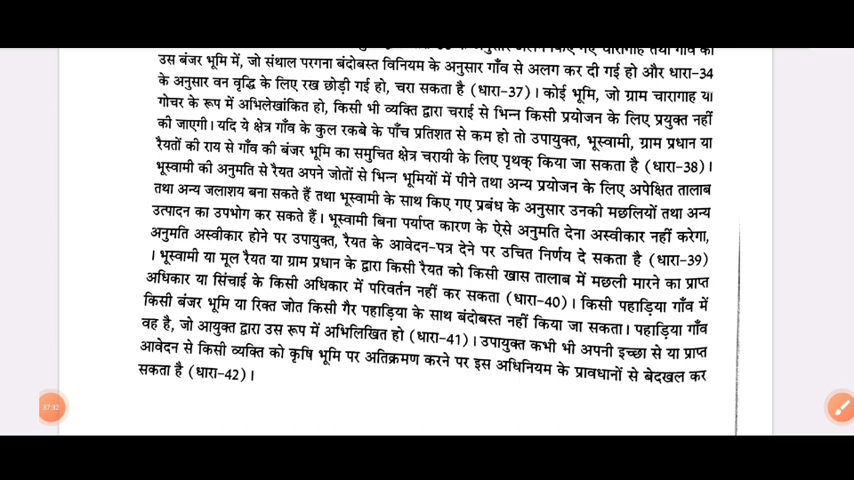 के अनुसार अलग किए गए चारागाह तथा गाँव की
उस बंजर भूमि में, जो संथाल परगना बंदोबस्त विनियम के अनुसार गाँव से अलग कर दी गई हो और धारा-34
के अनुसार वन वृद्धि के लिए रख छोड़ी गई हो, चरा सकता है (धारा-37)। कोई भूमि, जो ग्राम चारागाह या
गोचर के रूप में अभिलेखांकित हो, किसी भी व्यक्ति द्वारा चराई से भिन्न किसी प्रयोजन के लिए प्रयुक्त नहीं
की जाएगी। यदि ये क्षेत्र गाँव के कुल रकबे के पाँच प्रतिशत से कम हो तो उपायुक्त, भूस्वामी, ग्राम प्रधान या
रैयतों की राय से गाँव की बंजर भूमि का समुचित क्षेत्र चरायी के लिए पृथक् किया जा सकता है (धारा-38)।
भूस्वामी की अनुमति से रैयत अपने जोतों से भिन्न भूमियों में पीने तथा अन्य प्रयोजन के लिए अपेक्षित तालाब
तथा अन्य जलाशय बना सकते हैं तथा भूस्वामी के साथ किए गए प्रबंध के अनुसार उनकी मछलियों तथा अन्य
उत्पादन का उपभोग कर सकते हैं। भूस्वामी बिना पर्याप्त कारण के ऐसे अनुमति देना अस्वीकार नहीं करेगा,
अनुमति अस्वीकार होने पर उपायुक्त, रैयत के आवेदन-पत्र देने पर उचित निर्णय दे सकता है (धारा-39)
। भूस्वामी या मूल रैयत या ग्राम प्रधान के द्वारा किसी रैयत को किसी खास तालाब में मछली मारने का प्राप्त
अधिकार या सिंचाई के किसी अधिकार में परिवर्तन नहीं कर सकता (धारा-40)। किसी पहाड़िया गाँव में
किसी बंजर भूमि या रिक्त जोत किसी गैर पहाड़िया के साथ बंदोबस्त नहीं किया जा सकता। पहाड़िया गाँव
वह है, जो आयुक्त द्वारा उस रूप में अभिलिखित हो (धारा-41)। उपायुक्त कभी भी अपनी इच्छा से या प्राप्त
आवेदन से किसी व्यक्ति को कृषि भूमि पर अतिक्रमण करने पर इस अधिनियम के प्रावधानों से बेदखल कर
सकता है (धारा-42)।